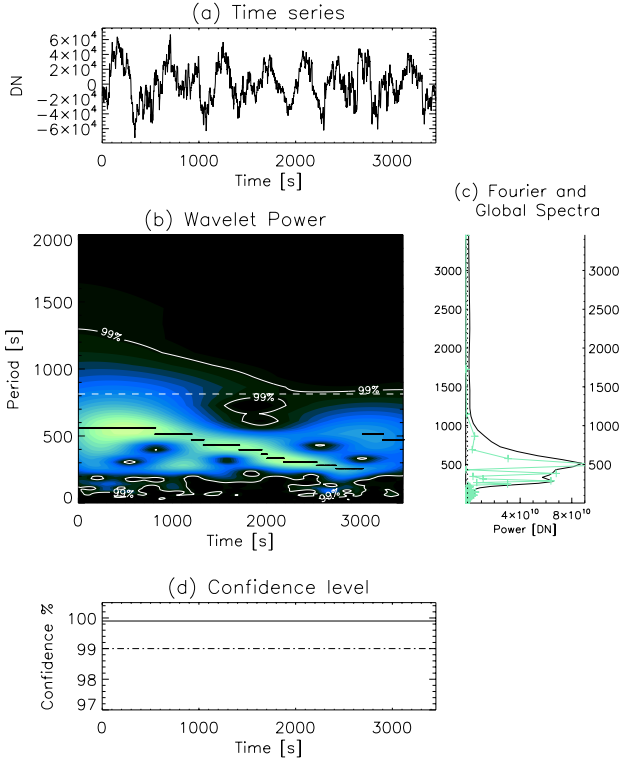 (a) Time series
DN
6×10⁴
4×10⁴
2×10⁴
0
−2×10⁴
−4×10⁴
−6×10⁴
0 1000 2000 3000
Time [s]
(b) Wavelet Power
Period [s]
2000
1500
1000
500
0
99%
99%
99%
99%
99%
0 1000 2000 3000
Time [s]
(c) Fourier and
Global Spectra
3000 3000
2500 2500
2000 2000
1500 1500
1000 1000
500 500
4×10¹⁰ 8×10¹⁰
Power [DN]
(d) Confidence level
Confidence %
100
99
98
97
0 1000 2000 3000
Time [s]